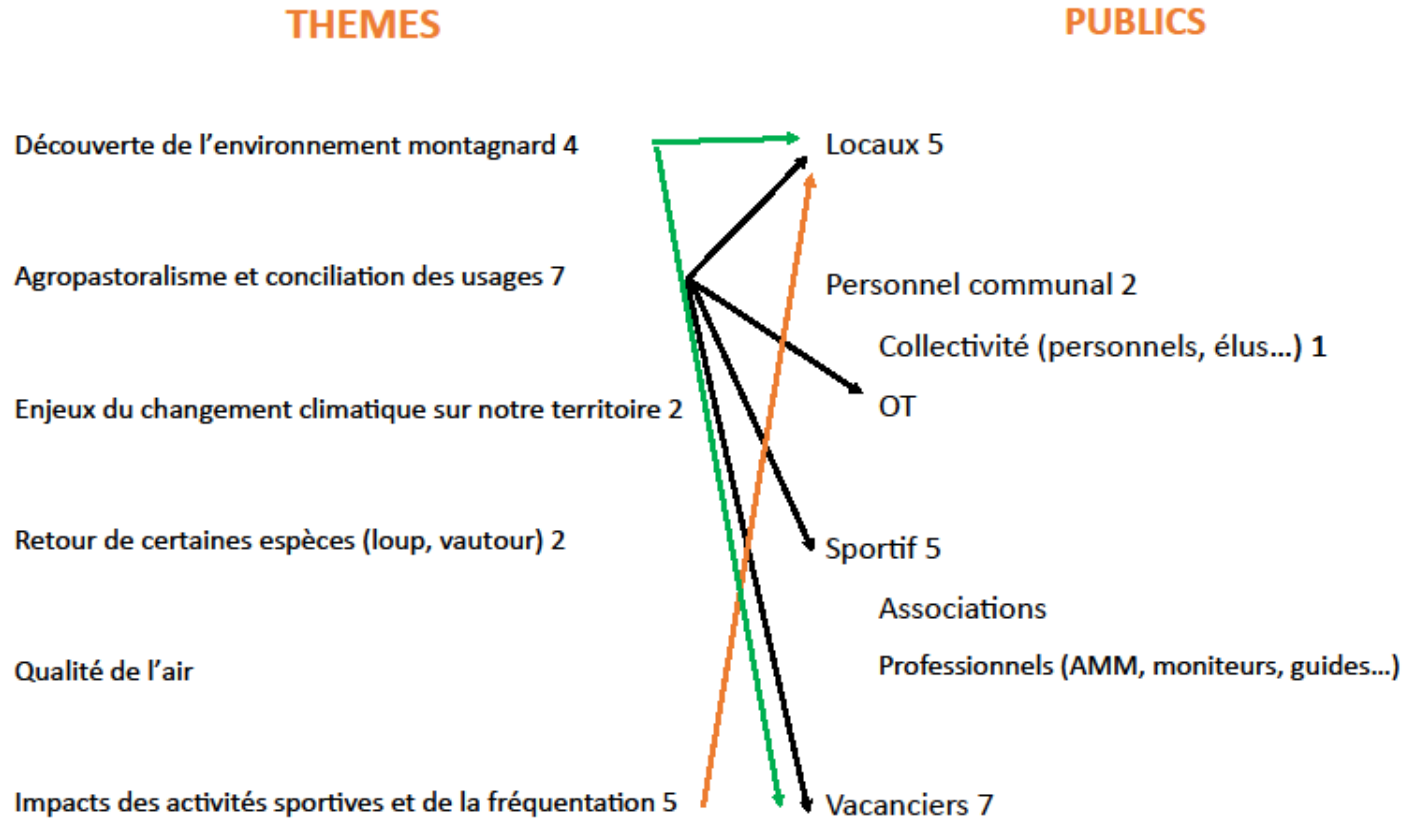 THEMES
PUBLICS
Découverte de l'environnement montagnard 4
Locaux 5
Agropastoralisme et conciliation des usages 7
Personnel communal 2
Collectivité (personnels, élus...) 1
Enjeux du changement climatique sur notre territoire 2
OT
Retour de certaines espèces (loup, vautour) 2
Sportif 5
Associations
Qualité de l'air
Professionnels (AMM, moniteurs, guides...)
Impacts des activités sportives et de la fréquentation 5
Vacanciers 7